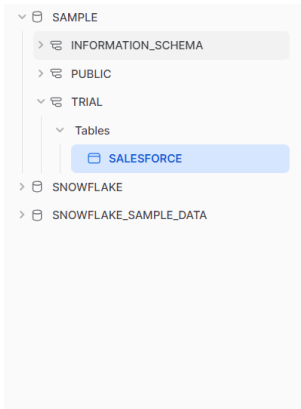 SAMPLE
INFORMATION_SCHEMA
PUBLIC
TRIAL
Tables
SALESFORCE
SNOWFLAKE
SNOWFLAKE_SAMPLE_DATA